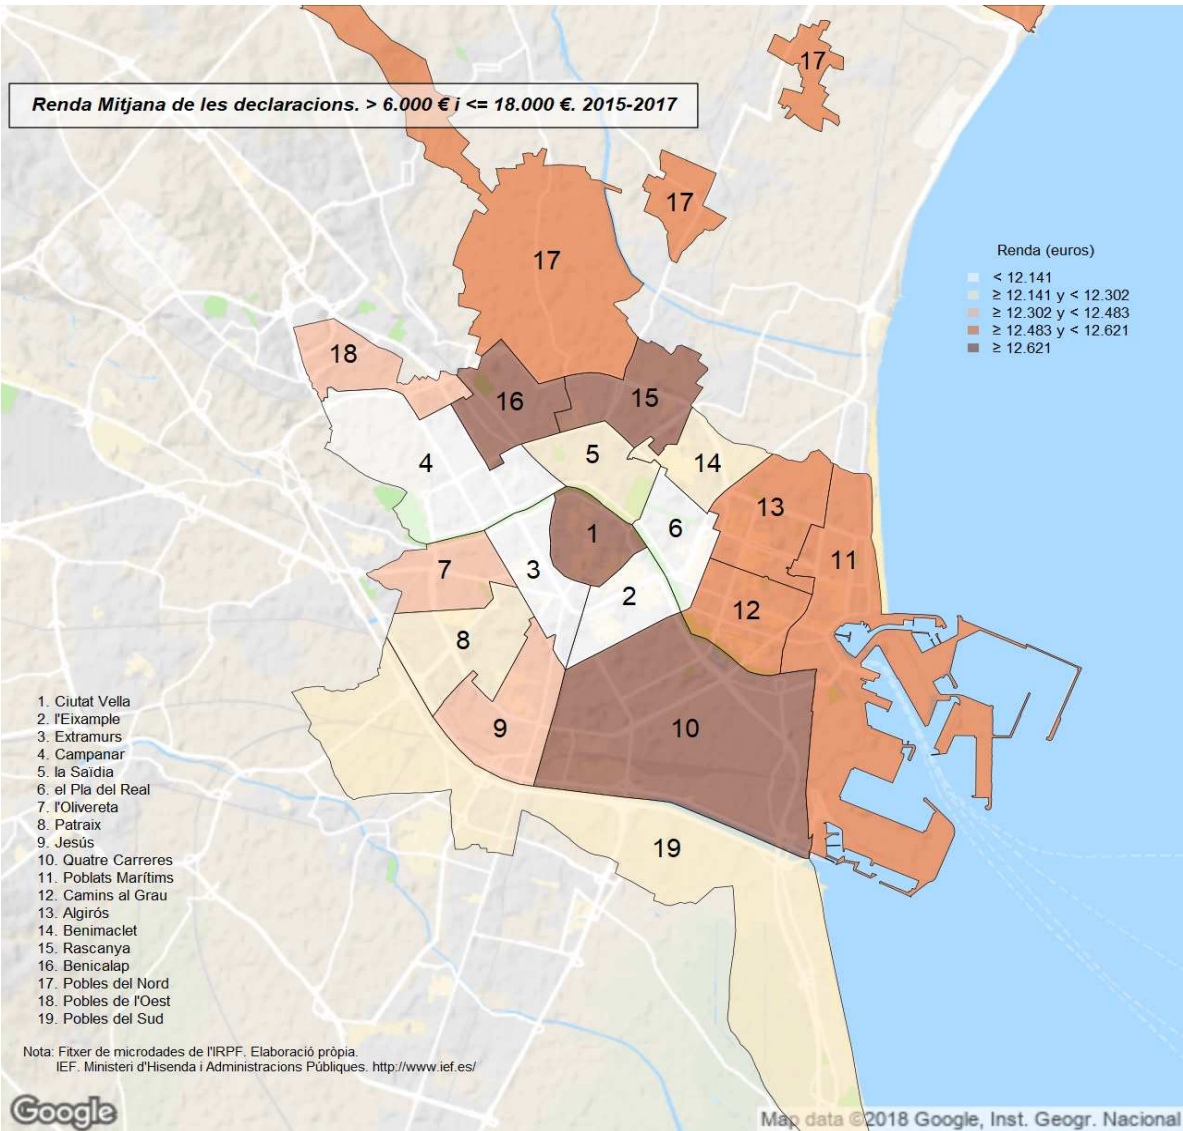 Renda Mitjana de les declaracions. > 6.000 € i <= 18.000 €. 2015-2017
17
17
17
Renda (euros)
< 12.141
≥ 12.141 y < 12.302
≥ 12.302 y < 12.483
≥ 12.483 y < 12.621
≥ 12.621
18
16
15
4
5
14
13
6
1
11
7
3
2
12
8
9
10
19
1. Ciutat Vella
2. l'Eixample
3. Extramurs
4. Campanar
5. la Saïdia
6. el Pla del Real
7. l'Olivereta
8. Patraix
9. Jesús
10. Quatre Carreres
11. Poblats Marítims
12. Camins al Grau
13. Algirós
14. Benimaclet
15. Rascanya
16. Benicalap
17. Pobles del Nord
18. Pobles de l'Oest
19. Pobles del Sud
Nota: Fitxer de microdades de l'IRPF. Elaboració pròpia.
IEF. Ministeri d'Hisenda i Administracions Públiques. http://www.ief.es/
Google
Map data ©2018 Google, Inst. Geogr. Nacional